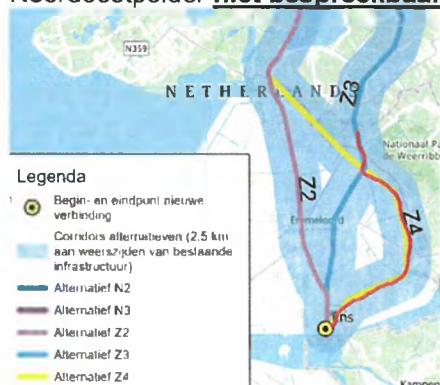 Noordoostpolder niet bespreekbaar
N359
NETHERLANDS
Z3
Nationaal Pa
de Weerribb
Z2
Emmeloord
Z4
Ens
Kampen
Legenda
Begin- en eindpunt nieuwe
verbinding
Corridors alternatieven (2,5 km
aan weerszijden van bestaande
infrastructuur)
Alternatief N2
Alternatief N3
Alternatief Z2
Alternatief Z3
Alternatief Z4